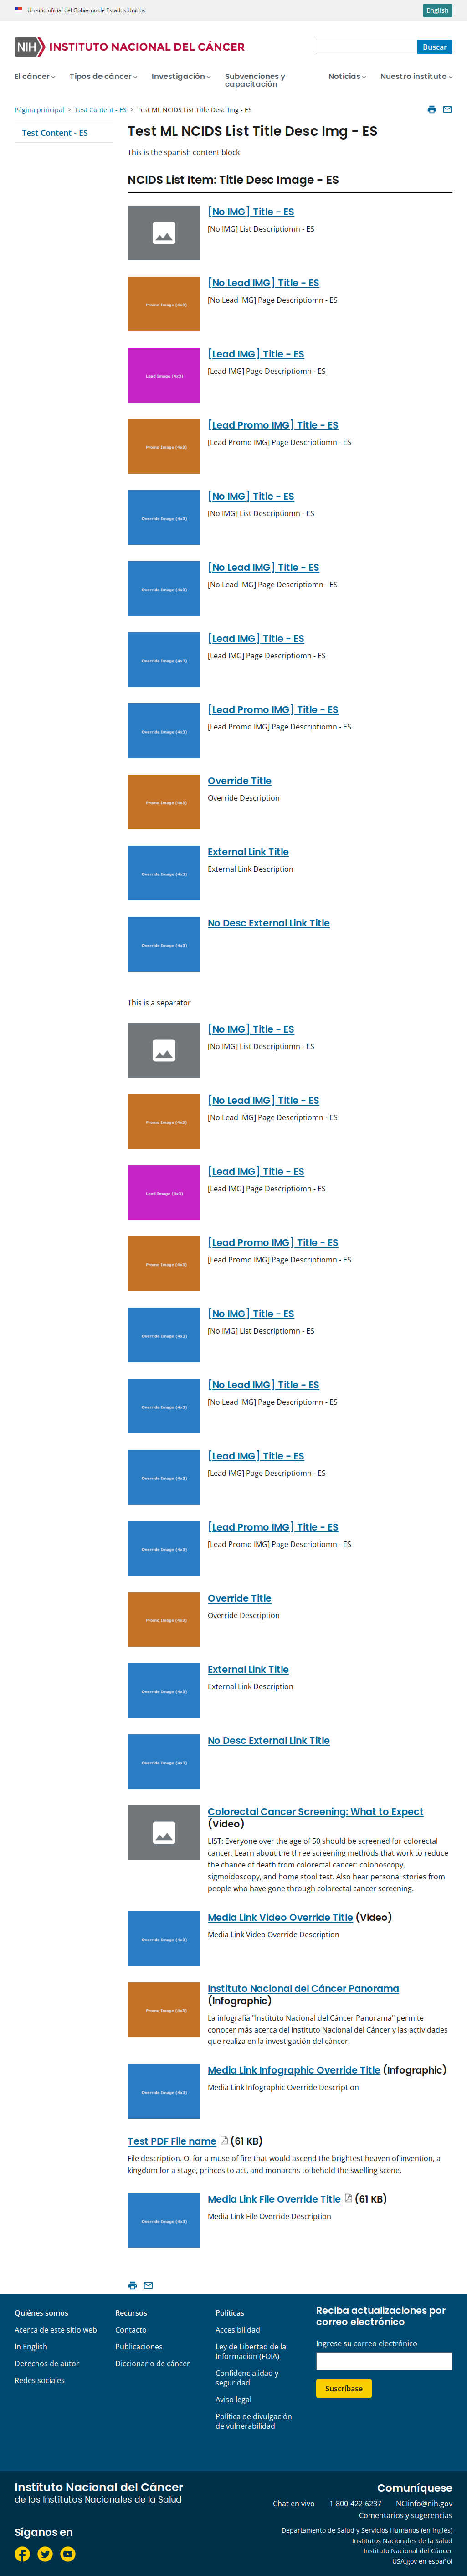 Un sitio oficial del Gobierno de Estados Unidos
English
NIH INSTITUTO NACIONAL DEL CÁNCER
Buscar
El cáncer
Tipos de cáncer
Investigación
Subvenciones y
capacitación
Noticias
Nuestro instituto
Página principal › Test Content - ES › Test ML NCIDS List Title Desc Img - ES
Test Content - ES
Test ML NCIDS List Title Desc Img - ES
This is the spanish content block
NCIDS List Item: Title Desc Image - ES
[No IMG] Title - ES
[No IMG] List Descriptiomn - ES
Promo Image (4x3)
[No Lead IMG] Title - ES
[No Lead IMG] Page Descriptiomn - ES
Lead Image (4x3)
[Lead IMG] Title - ES
[Lead IMG] Page Descriptiomn - ES
Promo Image (4x3)
[Lead Promo IMG] Title - ES
[Lead Promo IMG] Page Descriptiomn - ES
Override Image (4x3)
[No IMG] Title - ES
[No IMG] List Descriptiomn - ES
Override Image (4x3)
[No Lead IMG] Title - ES
[No Lead IMG] Page Descriptiomn - ES
Override Image (4x3)
[Lead IMG] Title - ES
[Lead IMG] Page Descriptiomn - ES
Override Image (4x3)
[Lead Promo IMG] Title - ES
[Lead Promo IMG] Page Descriptiomn - ES
Promo Image (4x3)
Override Title
Override Description
Override Image (4x3)
External Link Title
External Link Description
Override Image (4x3)
No Desc External Link Title
This is a separator
[No IMG] Title - ES
[No IMG] List Descriptiomn - ES
Promo Image (4x3)
[No Lead IMG] Title - ES
[No Lead IMG] Page Descriptiomn - ES
Lead Image (4x3)
[Lead IMG] Title - ES
[Lead IMG] Page Descriptiomn - ES
Promo Image (4x3)
[Lead Promo IMG] Title - ES
[Lead Promo IMG] Page Descriptiomn - ES
Override Image (4x3)
[No IMG] Title - ES
[No IMG] List Descriptiomn - ES
Override Image (4x3)
[No Lead IMG] Title - ES
[No Lead IMG] Page Descriptiomn - ES
Override Image (4x3)
[Lead IMG] Title - ES
[Lead IMG] Page Descriptiomn - ES
Override Image (4x3)
[Lead Promo IMG] Title - ES
[Lead Promo IMG] Page Descriptiomn - ES
Promo Image (4x3)
Override Title
Override Description
Override Image (4x3)
External Link Title
External Link Description
Override Image (4x3)
No Desc External Link Title
Colorectal Cancer Screening: What to Expect
(Video)
LIST: Everyone over the age of 50 should be screened for colorectal
cancer. Learn about the three screening methods that work to reduce
the chance of death from colorectal cancer: colonoscopy,
sigmoidoscopy, and home stool test. Also hear personal stories from
people who have gone through colorectal cancer screening.
Override Image (4x3)
Media Link Video Override Title (Video)
Media Link Video Override Description
Promo Image (4x3)
Instituto Nacional del Cáncer Panorama
(Infographic)
La infografía "Instituto Nacional del Cáncer Panorama" permite
conocer más acerca del Instituto Nacional del Cáncer y las actividades
que realiza en la investigación del cáncer.
Override Image (4x3)
Media Link Infographic Override Title (Infographic)
Media Link Infographic Override Description
Test PDF File name (61 KB)
File description. O, for a muse of fire that would ascend the brightest heaven of invention, a
kingdom for a stage, princes to act, and monarchs to behold the swelling scene.
Override Image (4x3)
Media Link File Override Title (61 KB)
Media Link File Override Description
Quiénes somos
Acerca de este sitio web
In English
Derechos de autor
Redes sociales
Recursos
Contacto
Publicaciones
Diccionario de cáncer
Políticas
Accesibilidad
Ley de Libertad de la
Información (FOIA)
Confidencialidad y
seguridad
Aviso legal
Política de divulgación
de vulnerabilidad
Reciba actualizaciones por
correo electrónico
Ingrese su correo electrónico
Suscríbase
Instituto Nacional del Cáncer
de los Institutos Nacionales de la Salud
Síganos en
Comuníquese
Chat en vivo
1-800-422-6237
NCIinfo@nih.gov
Comentarios y sugerencias
Departamento de Salud y Servicios Humanos (en inglés)
Institutos Nacionales de la Salud
Instituto Nacional del Cáncer
USA.gov en español